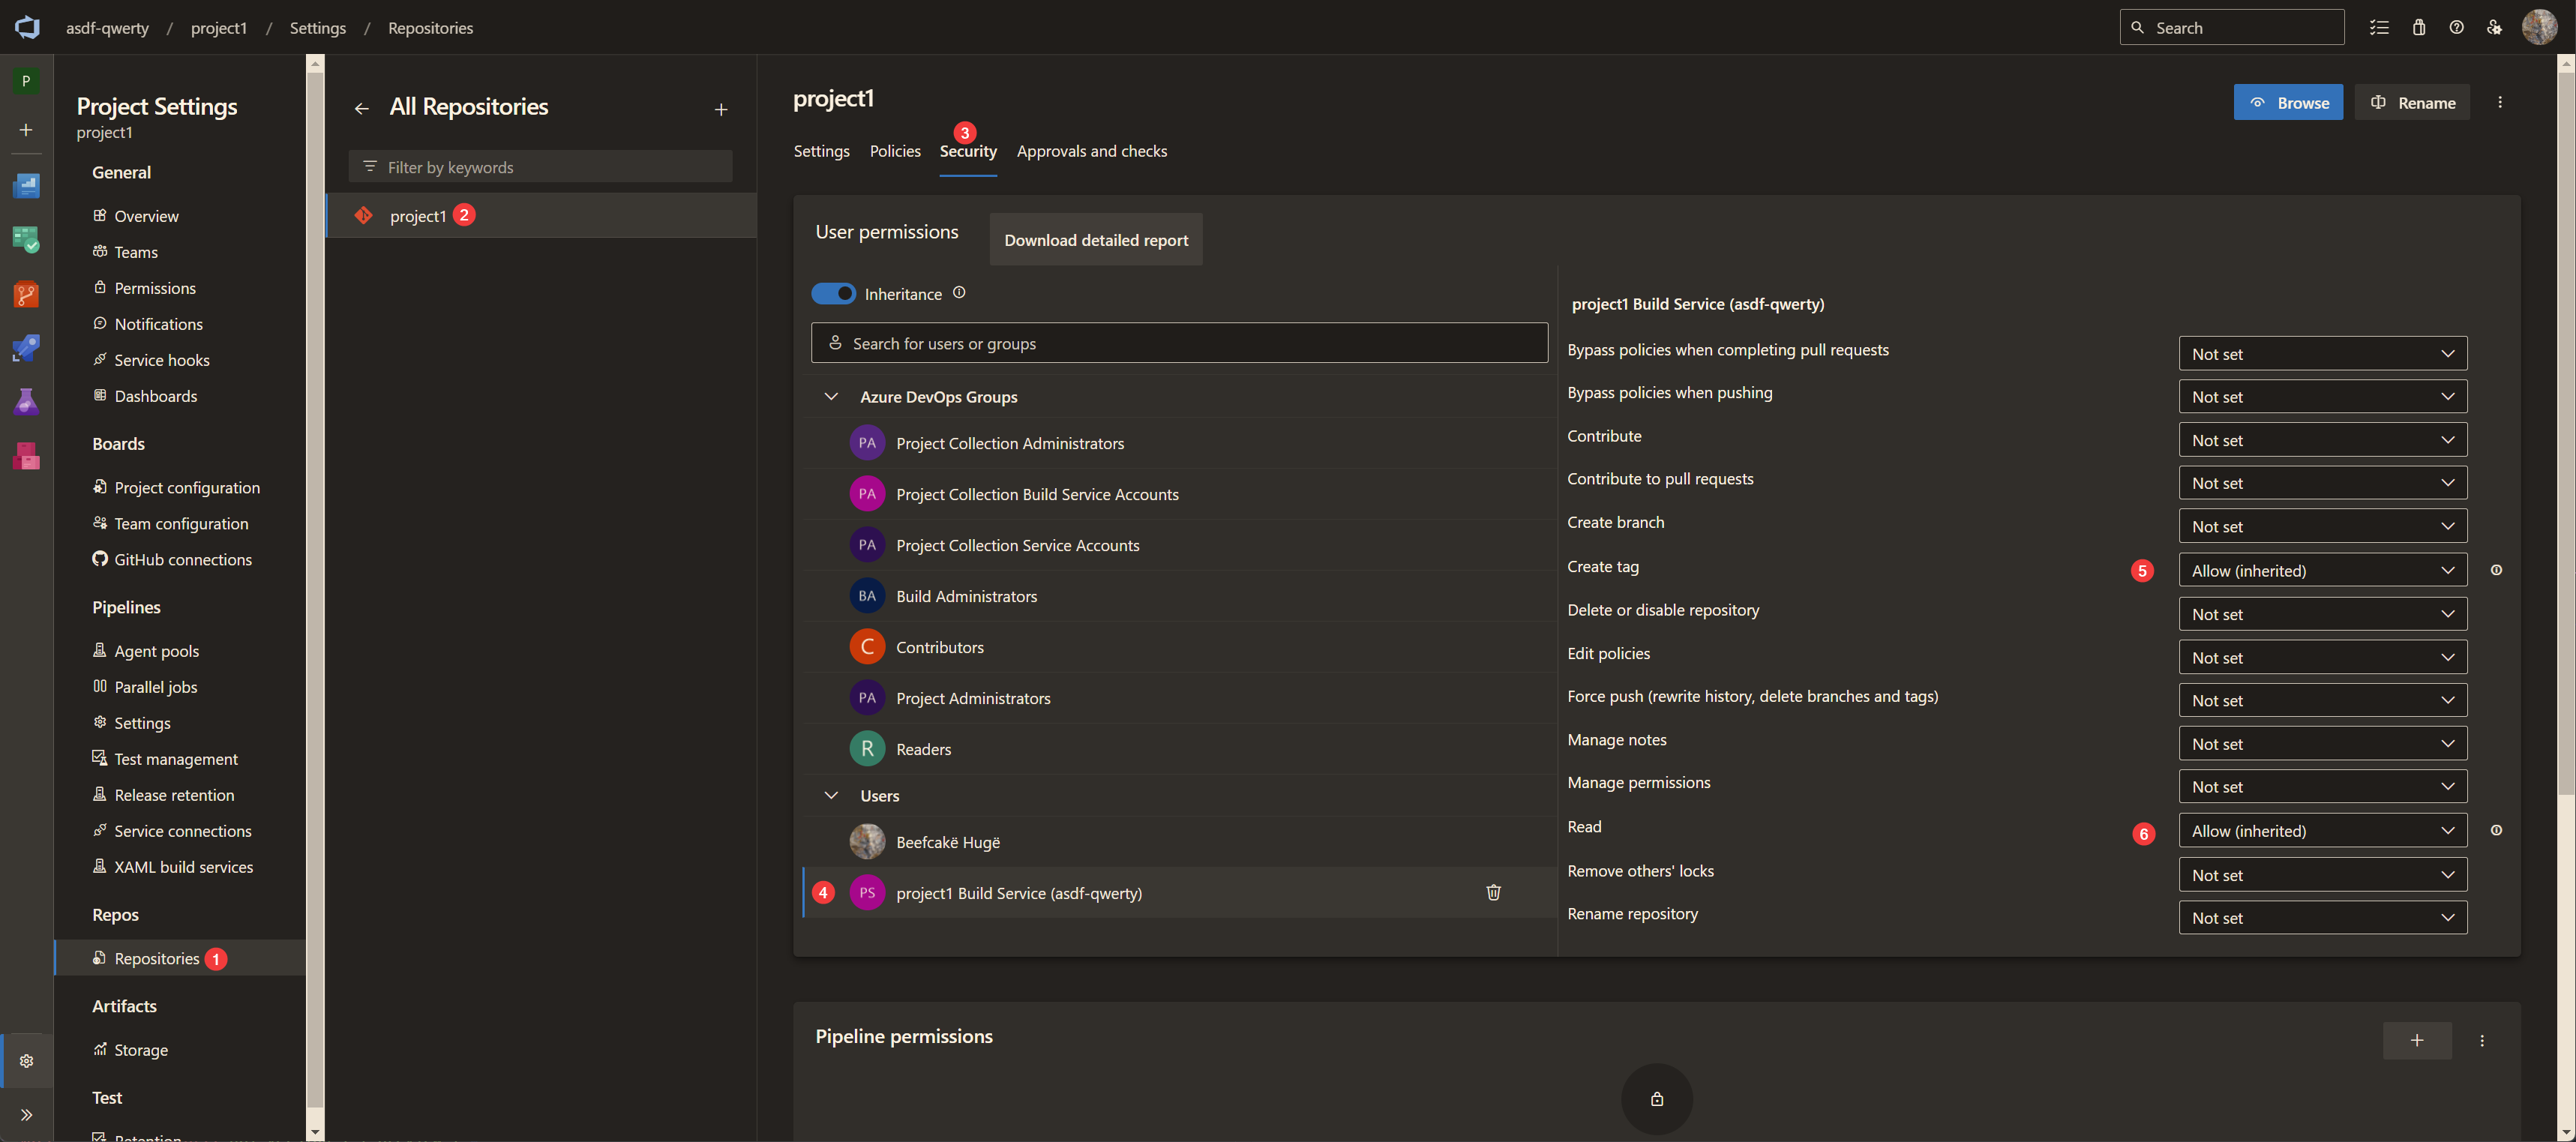 asdf-qwerty / project1 / Settings / Repositories
Search
P
Project Settings
project1
General
Overview
Teams
Permissions
Notifications
Service hooks
Dashboards
Boards
Project configuration
Team configuration
GitHub connections
Pipelines
Agent pools
Parallel jobs
Settings
Test management
Release retention
Service connections
XAML build services
Repos
Repositories 1
Artifacts
Storage
Test
Retention
All Repositories
Filter by keywords
project1 2
project1
Browse
Rename
3
Settings Policies Security Approvals and checks
User permissions
Download detailed report
Inheritance
Search for users or groups
Azure DevOps Groups
PA Project Collection Administrators
PA Project Collection Build Service Accounts
PA Project Collection Service Accounts
BA Build Administrators
C Contributors
PA Project Administrators
R Readers
Users
Beefcakë Hugë
4 PS project1 Build Service (asdf-qwerty)
project1 Build Service (asdf-qwerty)
Bypass policies when completing pull requests Not set
Bypass policies when pushing Not set
Contribute Not set
Contribute to pull requests Not set
Create branch Not set
Create tag 5 Allow (inherited)
Delete or disable repository Not set
Edit policies Not set
Force push (rewrite history, delete branches and tags) Not set
Manage notes Not set
Manage permissions Not set
Read 6 Allow (inherited)
Remove others' locks Not set
Rename repository Not set
Pipeline permissions